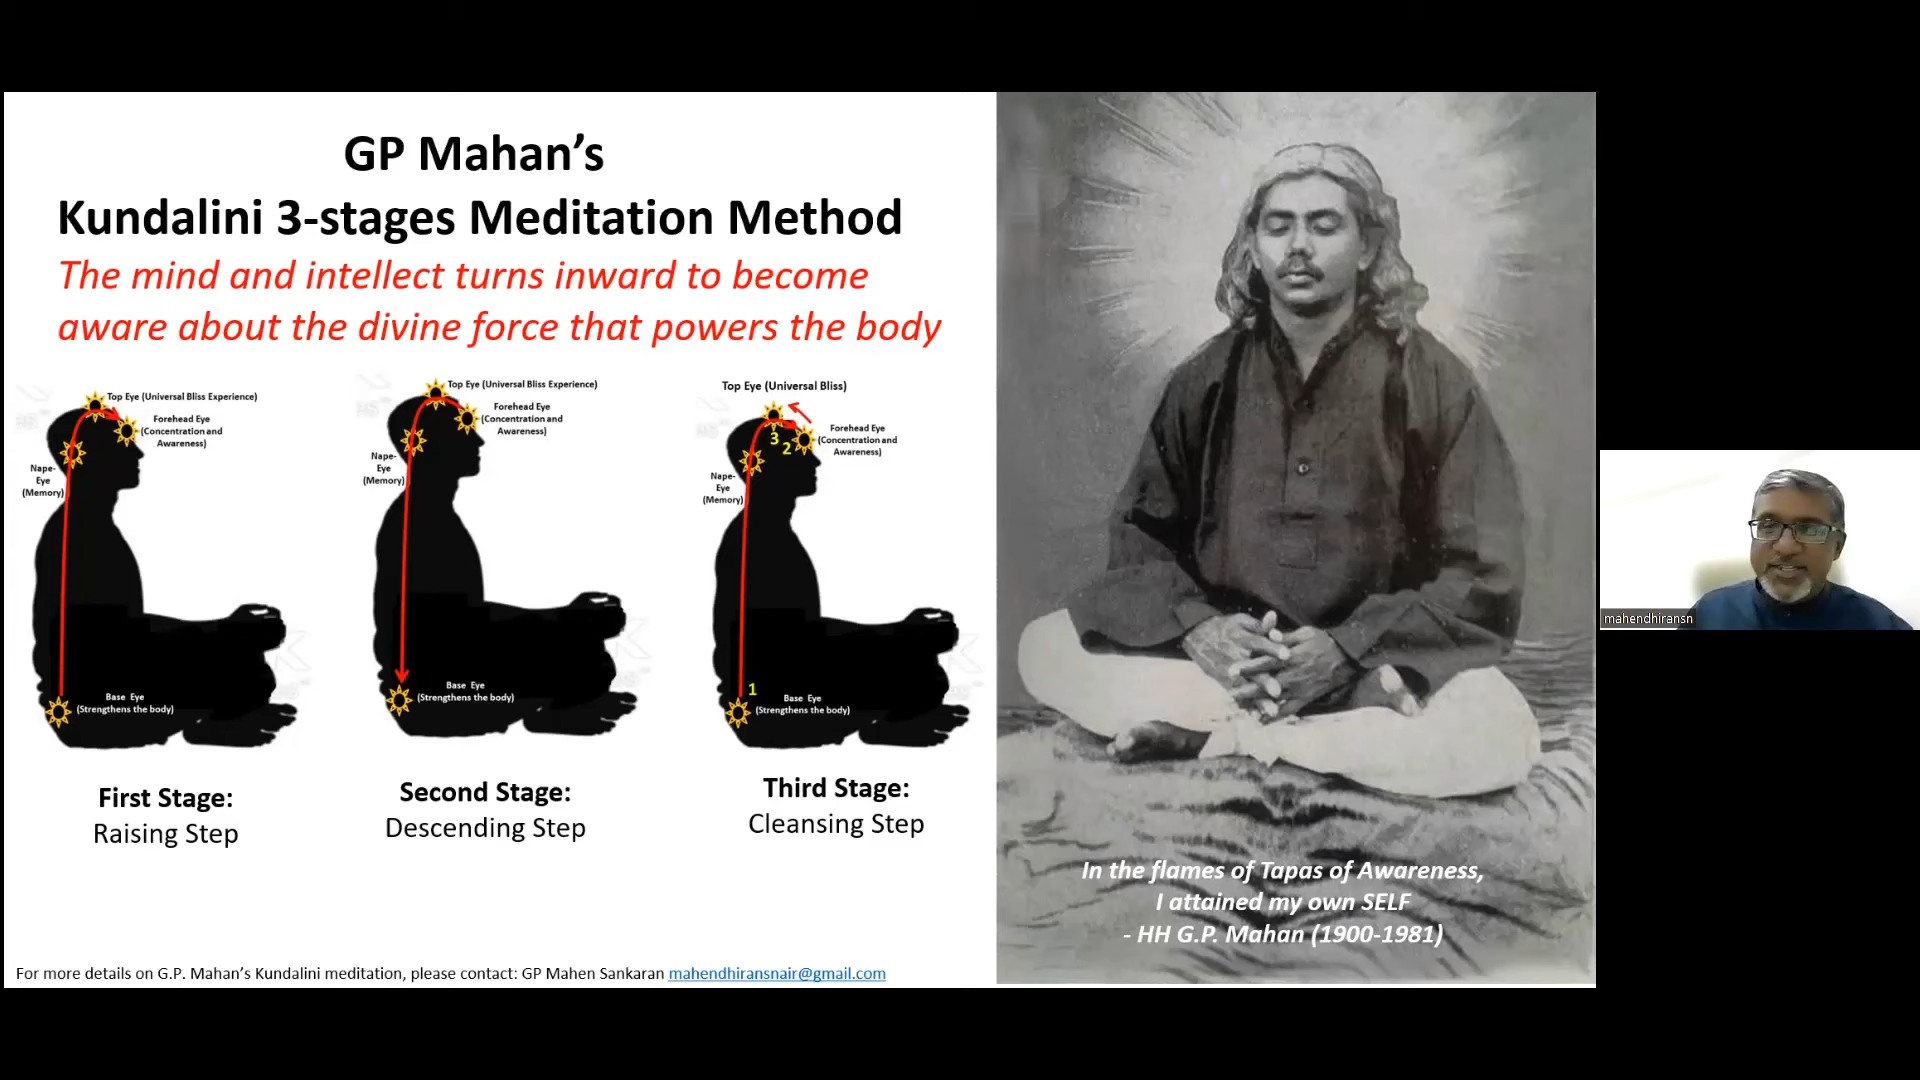 GP Mahan's
Kundalini 3-stages Meditation Method
The mind and intellect turns inward to become
aware about the divine force that powers the body
Top Eye (Universal Bliss Experience)
Forehead Eye
(Concentration and
Awareness)
Nape-
Eye
(Memory)
Base Eye
(Strengthens the body)
First Stage:
Raising Step
Top Eye (Universal Bliss Experience)
Forehead Eye
(Concentration and
Awareness)
Nape-
Eye
(Memory)
Base Eye
(Strengthens the body)
Second Stage:
Descending Step
Top Eye (Universal Bliss)
Forehead Eye
(Concentration and
Awareness)
3
2
Nape-
Eye
(Memory)
1
Base Eye
(Strengthens the body)
Third Stage:
Cleansing Step
For more details on G.P. Mahan's Kundalini meditation, please contact: GP Mahen Sankaran mahendhiransnair@gmail.com
In the flames of Tapas of Awareness,
I attained my own SELF
- HH G.P. Mahan (1900-1981)
mahendhiransn